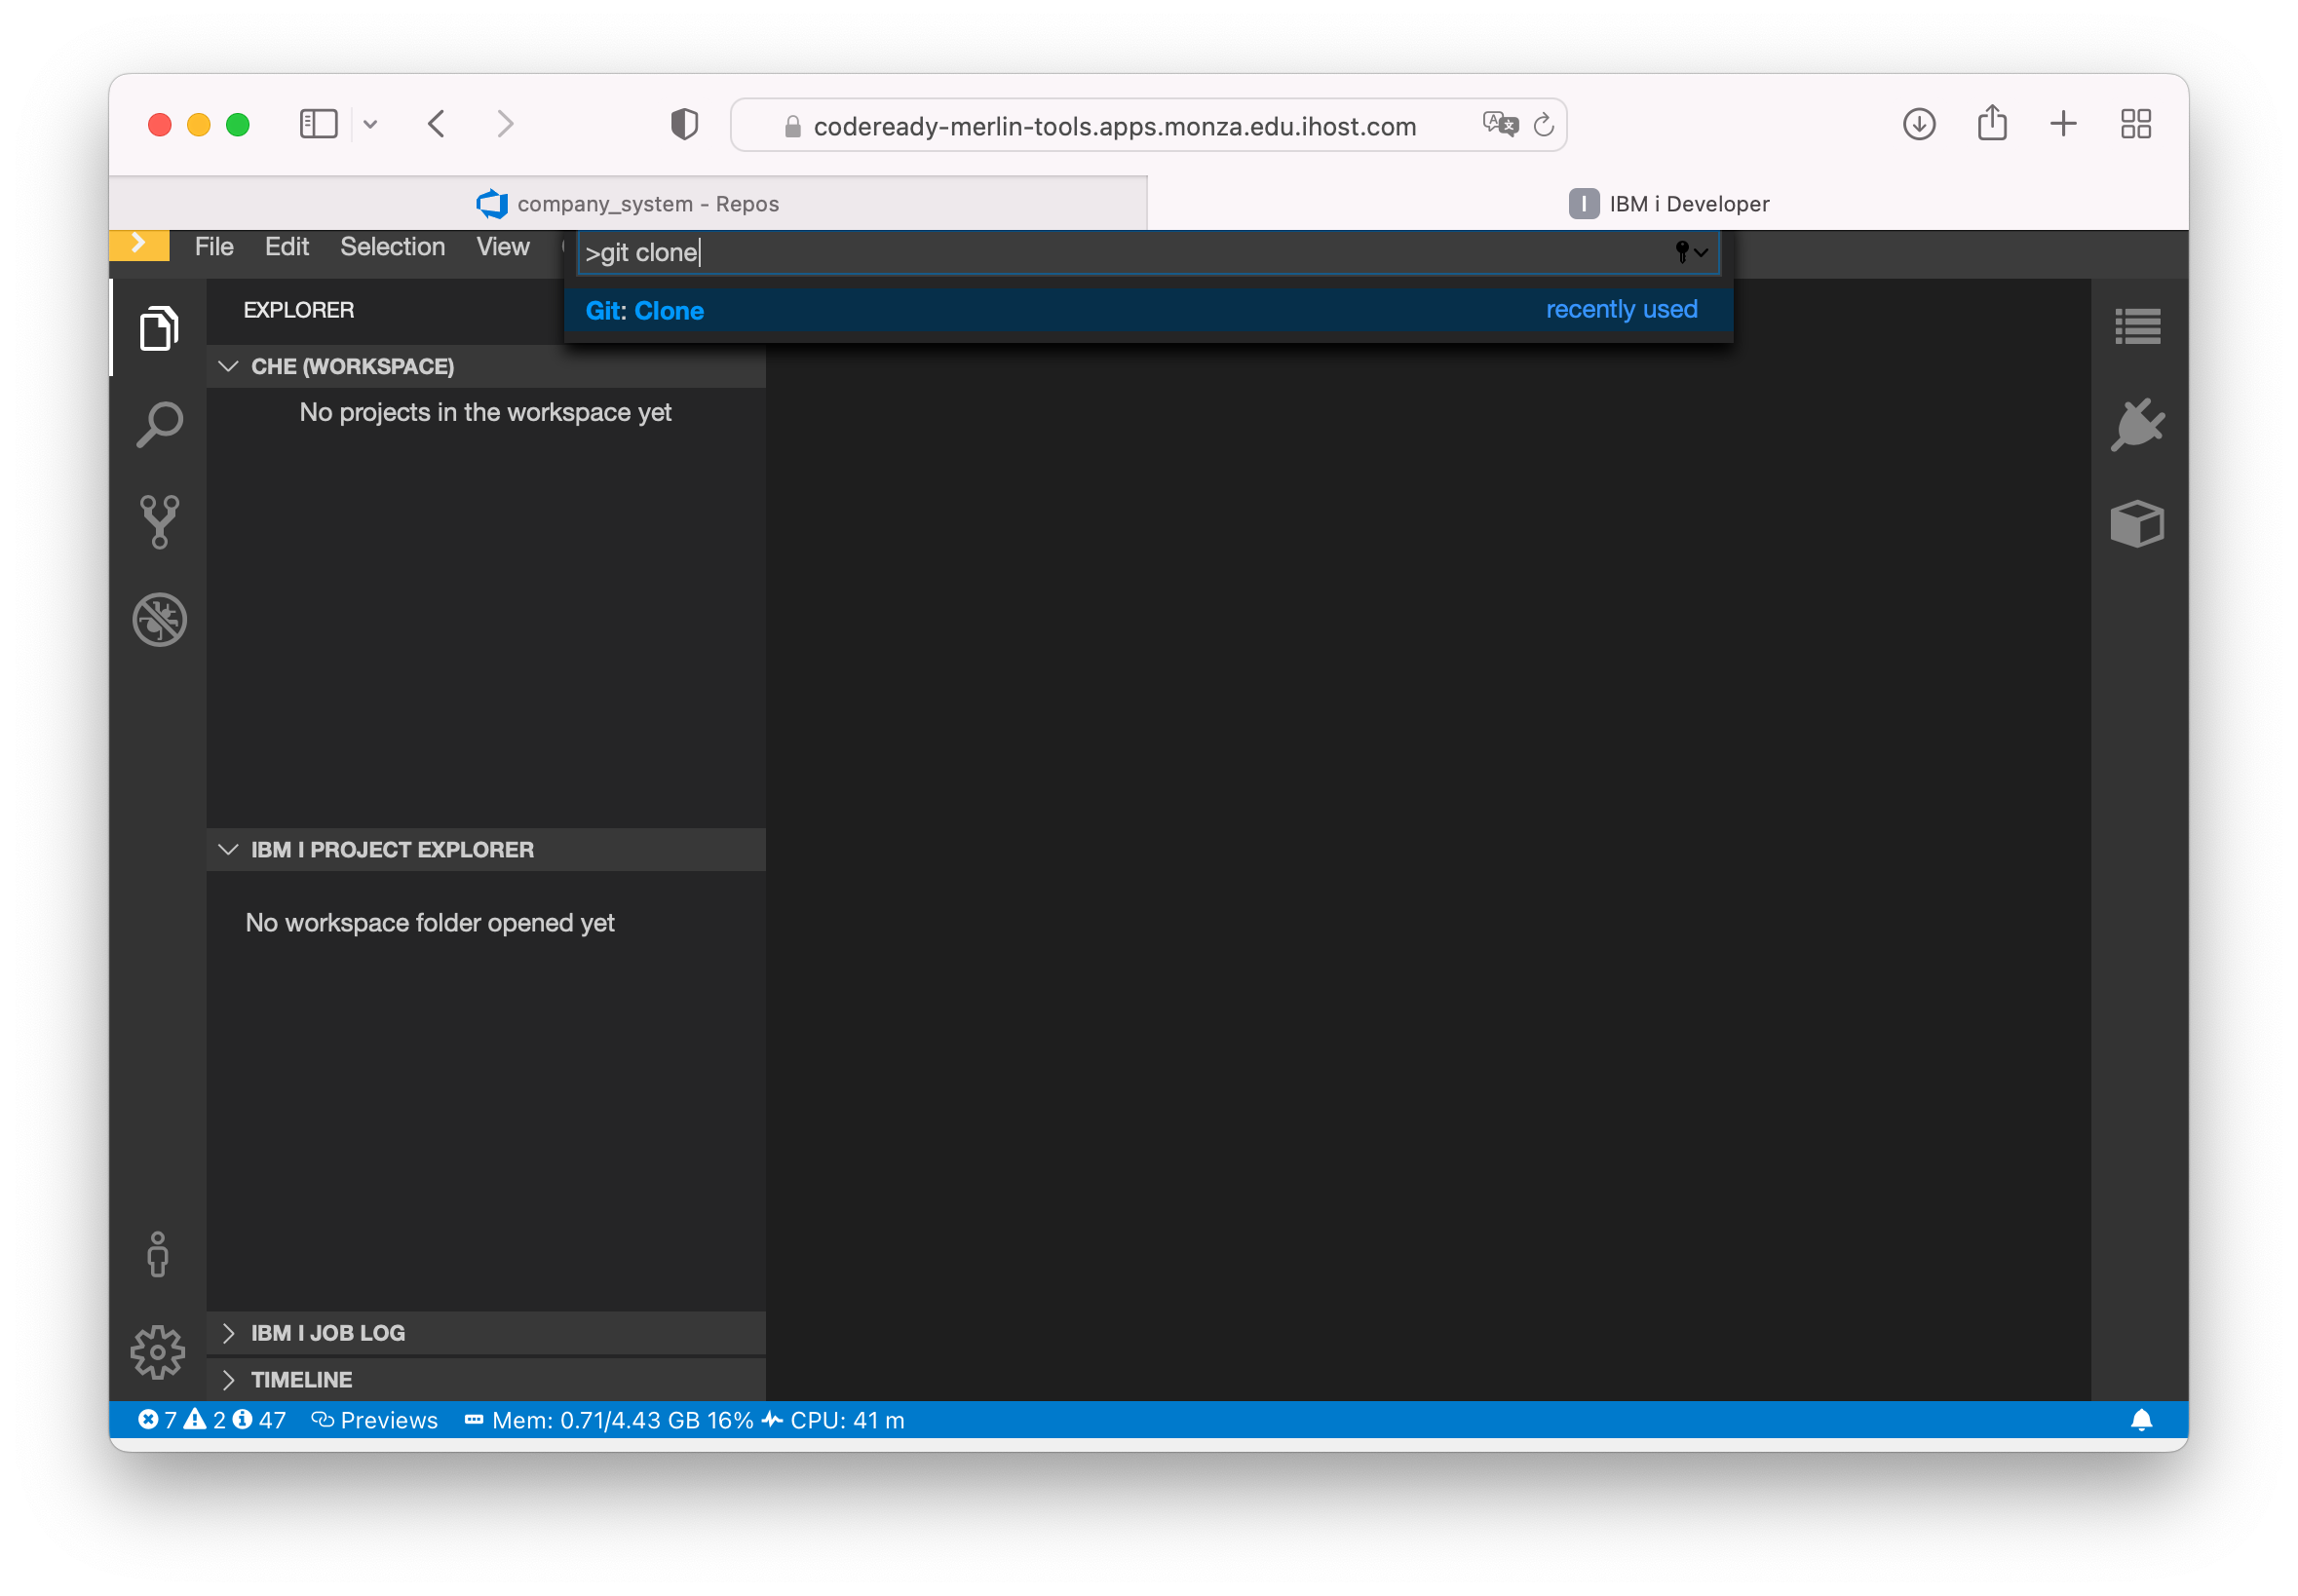 codeready-merlin-tools.apps.monza.edu.ihost.com
company_system - Repos
I IBM i Developer
File Edit Selection View
>git clone
Git: Clone recently used
EXPLORER
CHE (WORKSPACE)
No projects in the workspace yet
IBM I PROJECT EXPLORER
No workspace folder opened yet
IBM I JOB LOG
TIMELINE
7 2 47 Previews Mem: 0.71/4.43 GB 16% CPU: 41 m